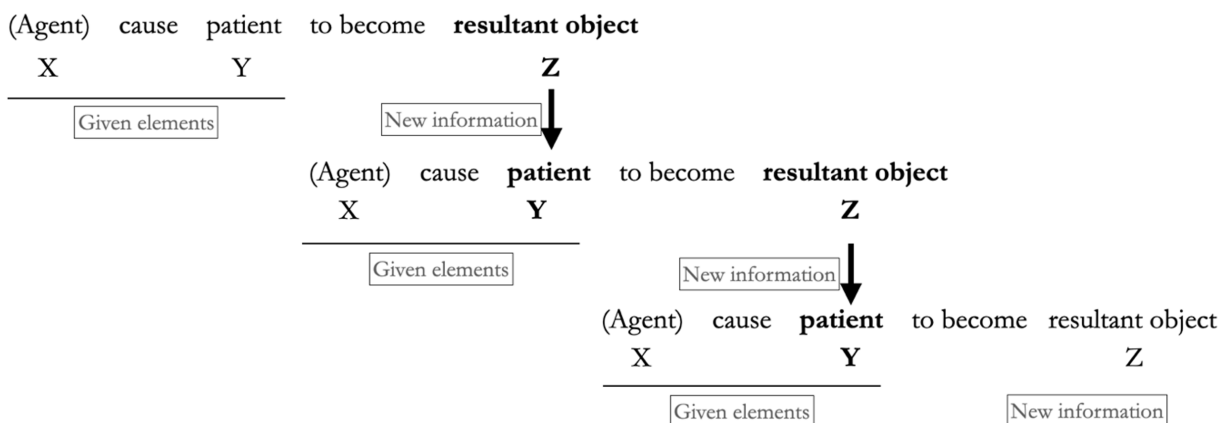 (Agent) cause patient to become resultant object
X Y Z
Given elements New information
(Agent) cause patient to become resultant object
X Y Z
Given elements New information
(Agent) cause patient to become resultant object
X Y Z
Given elements New information